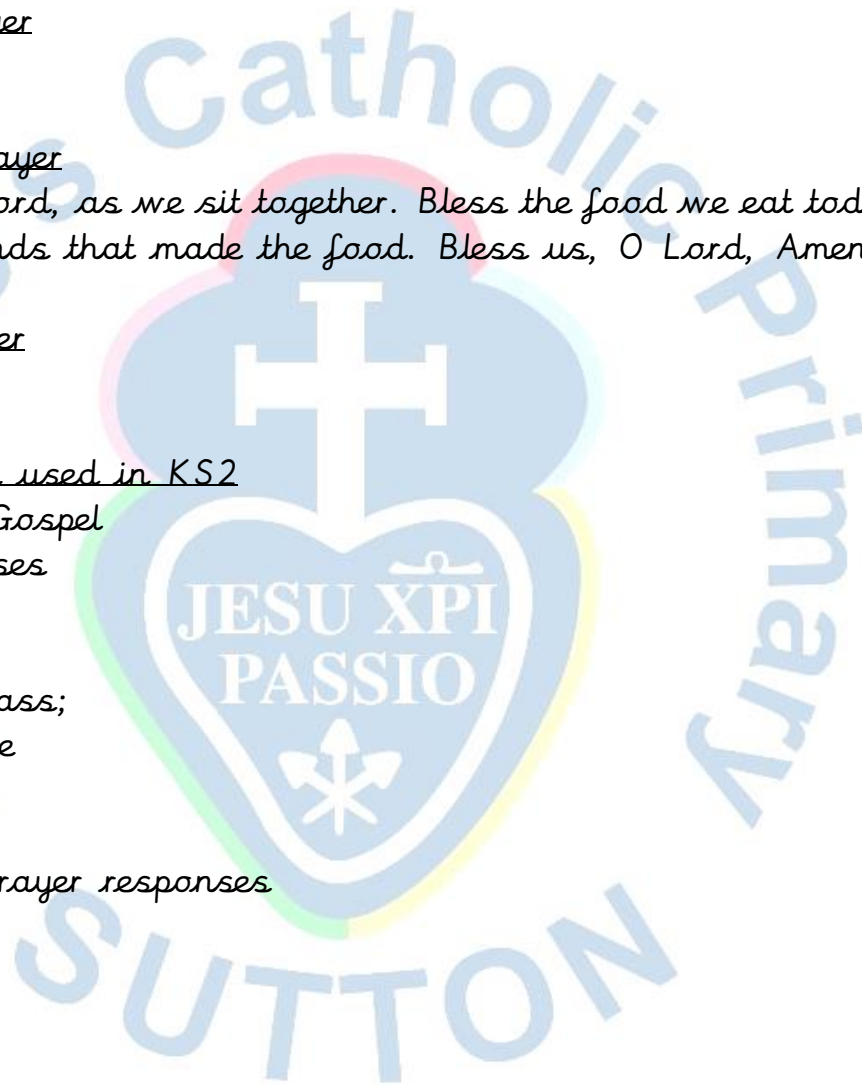 ayer
ord, as we sit together. Bless the food we eat tod
nds that made the food. Bless us, O Lord, Amen
er
used in KS2
Gospel
ses
ass;
e
rayer responses
s Catholic Primary
JESU XPI
PASSIO
SUTTON